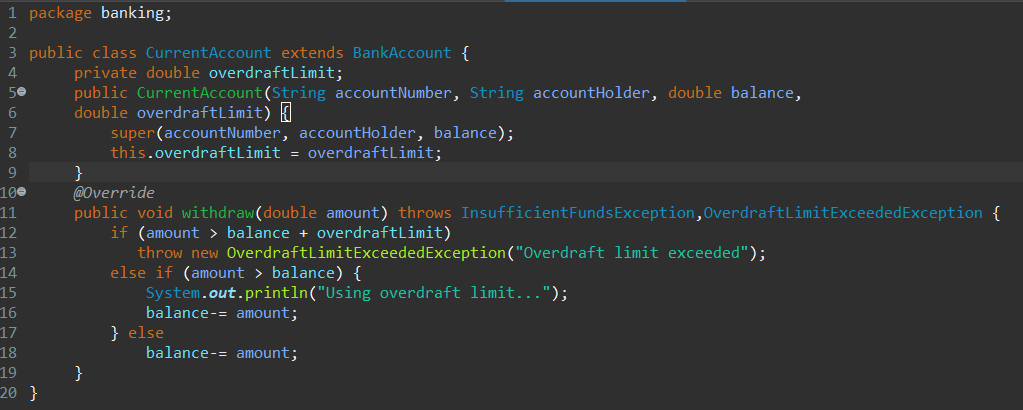 1 package banking;
2
3 public class CurrentAccount extends BankAccount {
4     private double overdraftLimit;
5     public CurrentAccount(String accountNumber, String accountHolder, double balance,
6     double overdraftLimit) {
7         super(accountNumber, accountHolder, balance);
8         this.overdraftLimit = overdraftLimit;
9     }
10     @Override
11     public void withdraw(double amount) throws InsufficientFundsException,OverdraftLimitExceededException {
12         if (amount > balance + overdraftLimit)
13            throw new OverdraftLimitExceededException("Overdraft limit exceeded");
14         else if (amount > balance) {
15             System.out.println("Using overdraft limit...");
16             balance-= amount;
17         } else
18             balance-= amount;
19     }
20 }